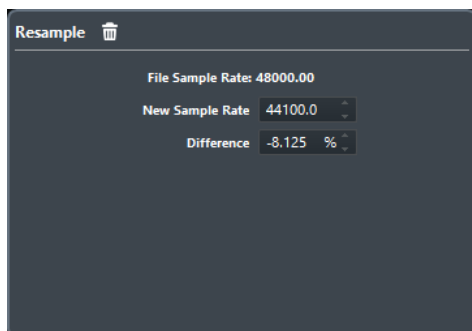 Resample
File Sample Rate: 48000.00
New Sample Rate 44100.0
Difference -8.125 %